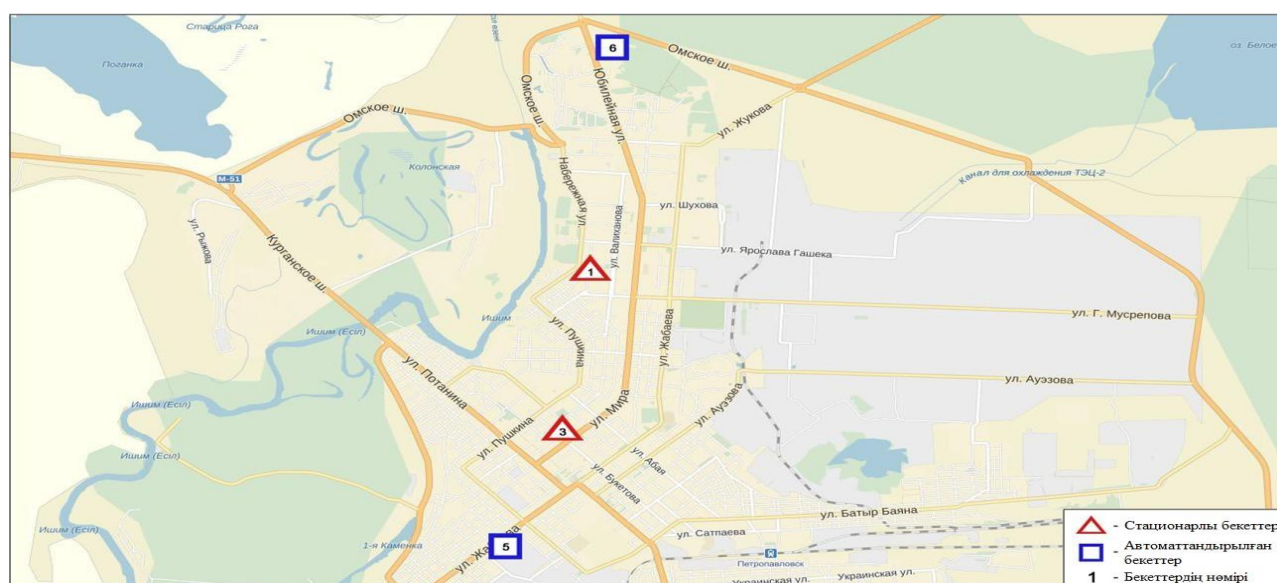 Старица Рога
оз. Белое
Поганка
6
Омское ш.
Юбилейная ул.
Омское ш.
Омское ш.
ул. Жукова
Колонская
Канал для охлаждения ТЭЦ-2
М-51
Набережная ул.
ул. Рыжкова
ул. Валиханова
ул. Шухова
Курганское ш.
ул. Ярослава Гашека
1
Ишим
Ишим (Есіл)
ул. Г. Мусрепова
ул. Пушкина
ул. Жабаева
ул. Потанина
ул. Ауэзова
ул. Мира
ул. Ауэзова
Ишим (Есіл)
3
ул. Пушкина
ул. Абая
ул. Букетова
Ишим (Есіл)
ул. Батыр Баяна
ул. Сатпаева
1-я Каменка
5
Петропавловск
Украинская ул.
Украинская ул.
- Стационарлы бекеттер
- Автоматтандырылған
бекеттер
1 - Бекеттердің нөмірі